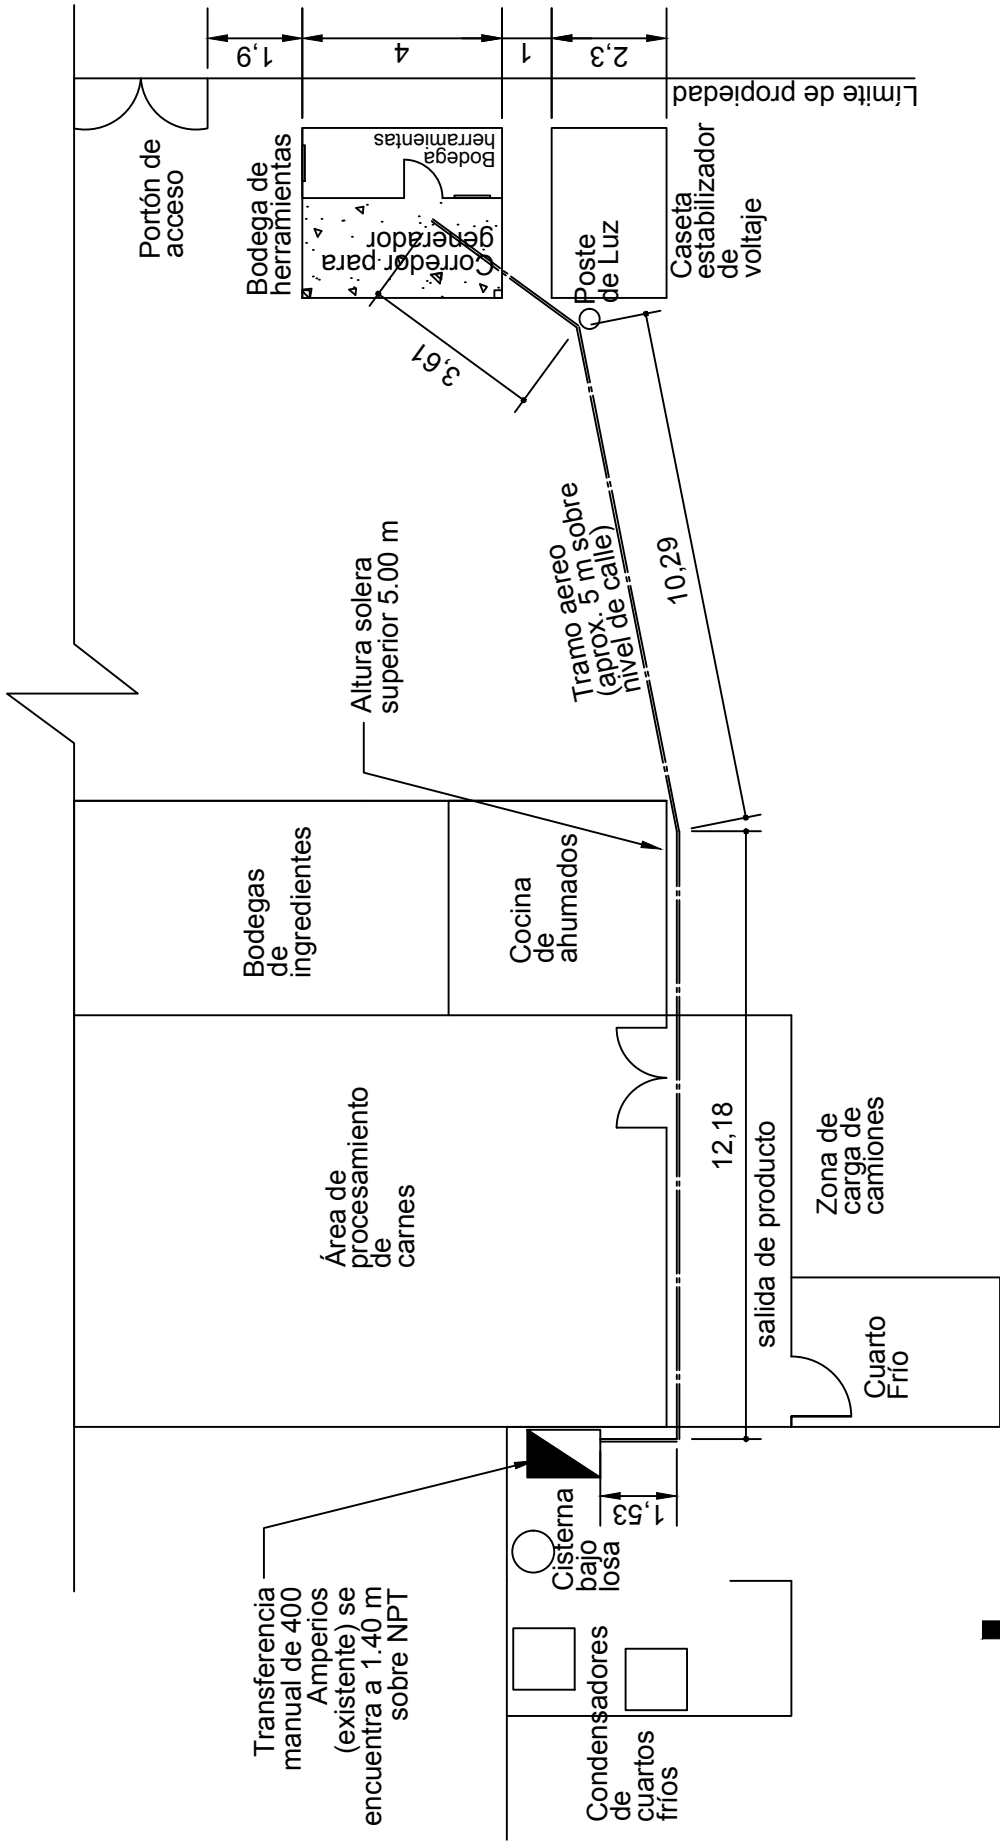 Transferencia
manual de 400
Amperios
(existente) se
encuentra a 1.40 m
sobre NPT
Condensadores
de
cuartos
fríos
Cisterna
bajo
losa
1,53
Área de
procesamiento
de
carnes
Cuarto
Frío
salida de producto
12,18
Zona de
carga de
camiones
Bodegas
de
ingredientes
Cocina
de
ahumados
Altura solera
superior 5.00 m
Tramo aereo
(aprox. 5 m sobre
nivel de calle)
10,29
3,61
Poste
de Luz
Caseta
estabilizador
de
voltaje
Bodega de
herramientas
Corredor para
generador
Bodega
herramientas
Portón de
acceso
1,9
4
1
2,3
Límite de propiedad